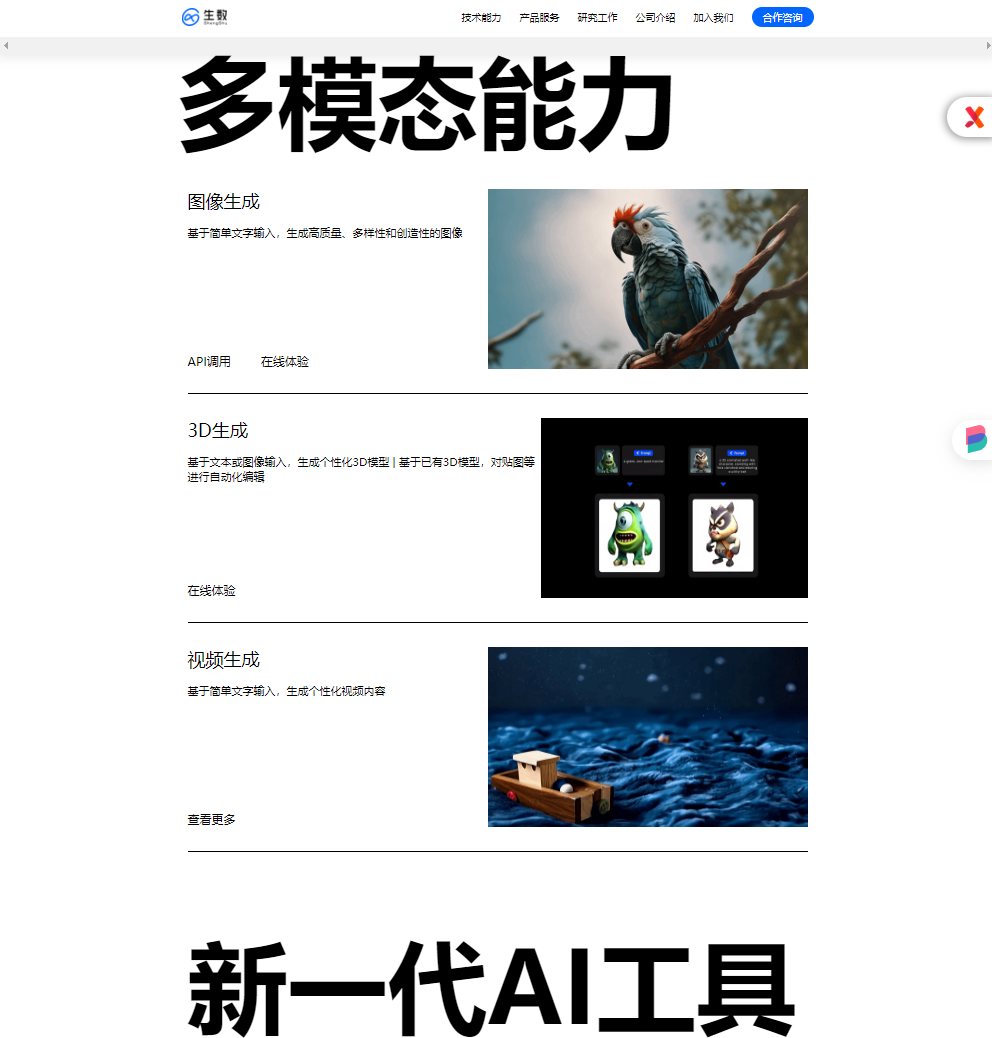 生数
ShengShu
技术能力
产品服务
研究工作
公司介绍
加入我们
合作咨询
多模态能力
图像生成
基于简单文字输入，生成高质量、多样性和创造性的图像
API调用
在线体验
3D生成
基于文本或图像输入，生成个性化3D模型 | 基于已有3D模型，对贴图等
进行自动化编辑
Prompt
Prompt
在线体验
视频生成
基于简单文字输入，生成个性化视频内容
查看更多
新一代AI工具